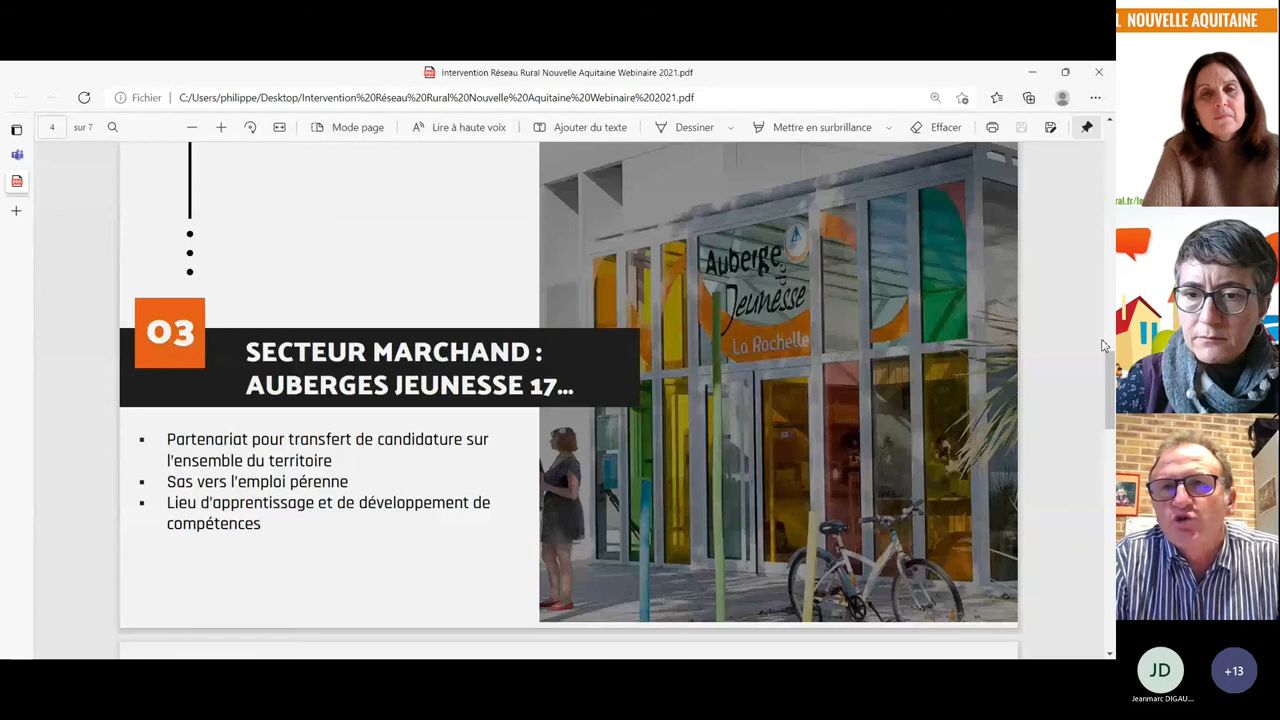 NOUVELLE AQUITAINE
Intervention Réseau Rural Nouvelle Aquitaine Webinaire 2021.pdf
Fichier
C:/Users/philippe/Desktop/Intervention%20Réseau%20Rural%20Nouvelle%20Aquitaine%20Webinaire%202021.pdf
4 sur 7
Mode page
Lire à haute voix
Ajouter du texte
Dessiner
Mettre en surbrillance
Effacer
Auberge
de
Jeunesse
La Rochelle
03
SECTEUR MARCHAND :
AUBERGES JEUNESSE 17...
▪ Partenariat pour transfert de candidature sur
l'ensemble du territoire
▪ Sas vers l'emploi pérenne
▪ Lieu d'apprentissage et de développement de
compétences
JD
+13
Jeanmarc DIGAU...